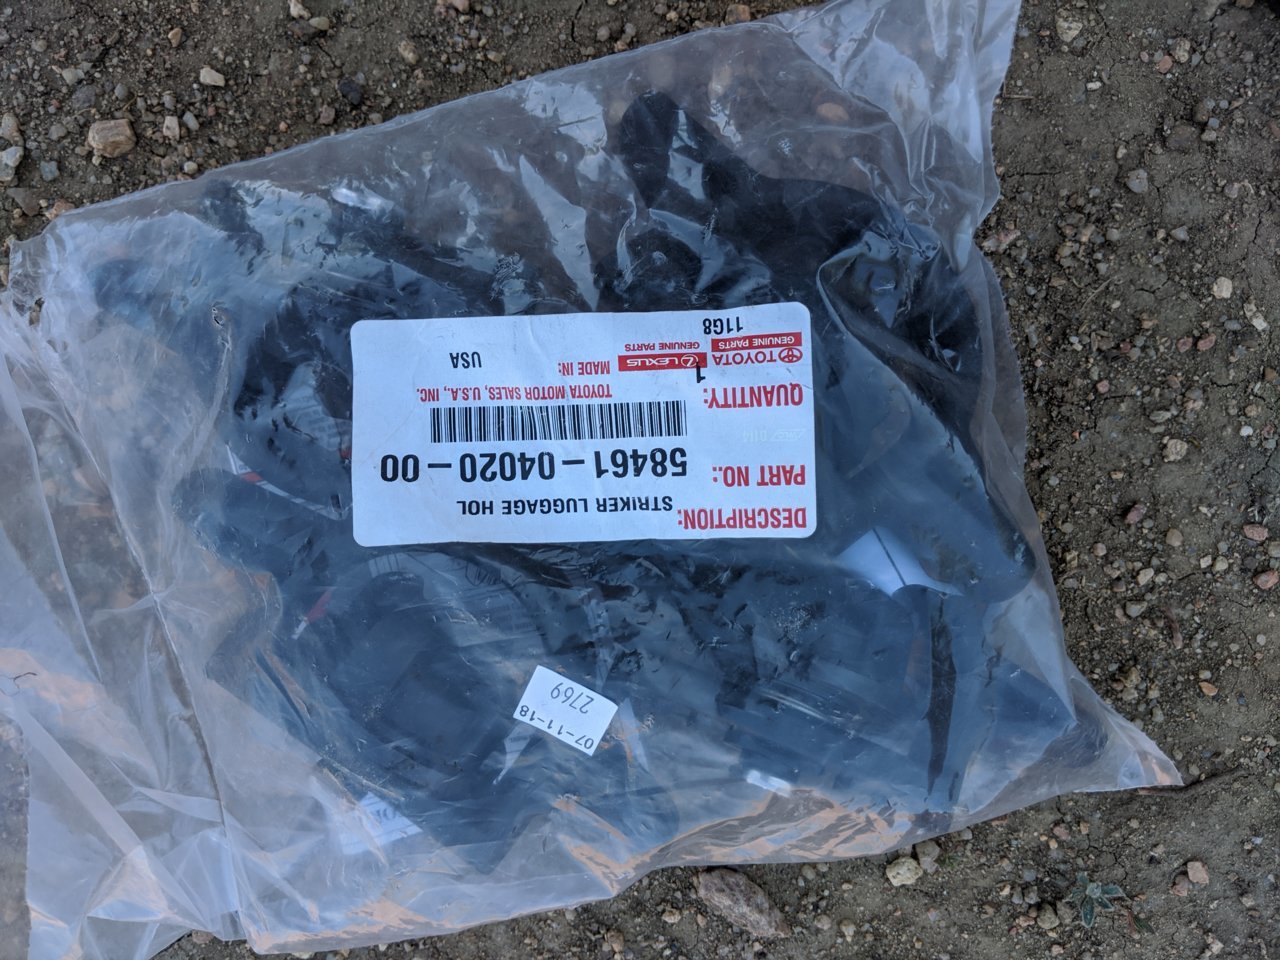 DESCRIPTION: STRIKER LUGGAGE HOL
PART NO.: 58461-04020-00
QUANTITY: 1
TOYOTA MOTOR SALES, U.S.A., INC.
TOYOTA
GENUINE PARTS
LEXUS
GENUINE PARTS
MADE IN: USA
11G8
07-11-18
2769